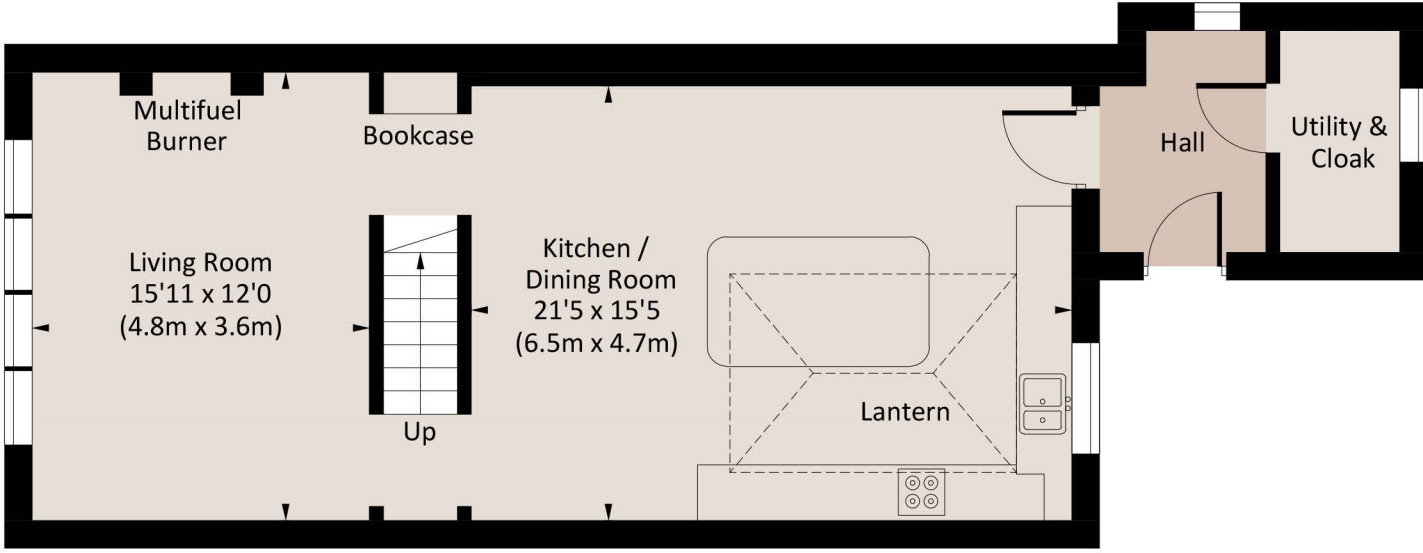 Multifuel
Burner
Bookcase
Living Room
15'11 x 12'0
(4.8m x 3.6m)
Up
Kitchen /
Dining Room
21'5 x 15'5
(6.5m x 4.7m)
Lantern
Hall
Utility &
Cloak